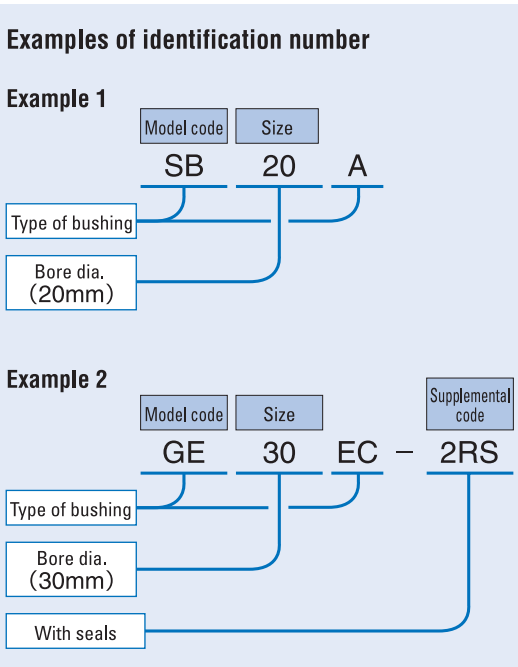 Examples of identification number
Example 1
Model code Size
SB 20 A
Type of bushing
Bore dia.
(20mm)
Example 2
Supplemental
code
Model code Size
GE 30 EC – 2RS
Type of bushing
Bore dia.
(30mm)
With seals